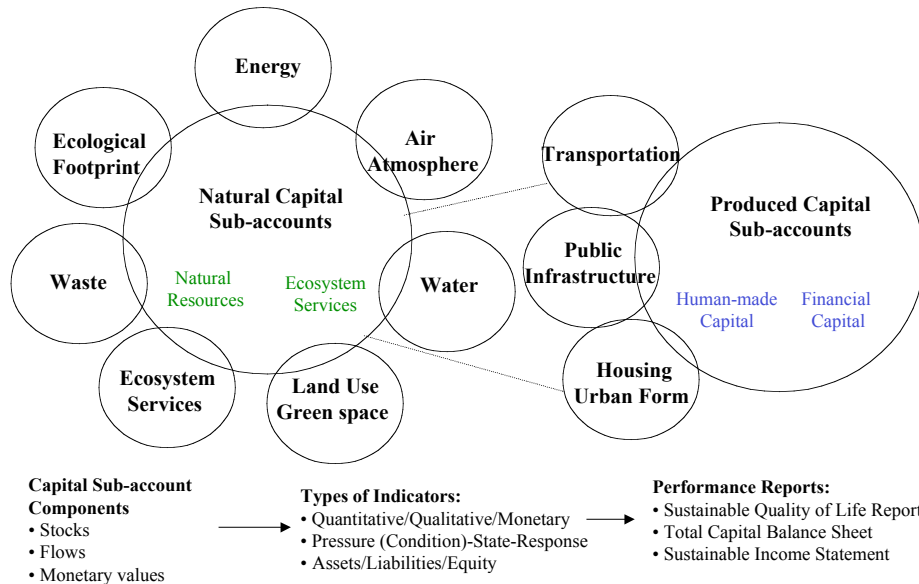 Energy
Ecological
Footprint
Air
Atmosphere
Transportation
Natural Capital
Sub-accounts
Produced Capital
Sub-accounts
Public
Infrastructure
Waste
Natural
Resources
Ecosystem
Services
Water
Human-made
Capital
Financial
Capital
Ecosystem
Services
Land Use
Green space
Housing
Urban Form
Capital Sub-account
Components
• Stocks
• Flows
• Monetary values
Types of Indicators:
• Quantitative/Qualitative/Monetary
• Pressure (Condition)-State-Response
• Assets/Liabilities/Equity
Performance Reports:
• Sustainable Quality of Life Report
• Total Capital Balance Sheet
• Sustainable Income Statement